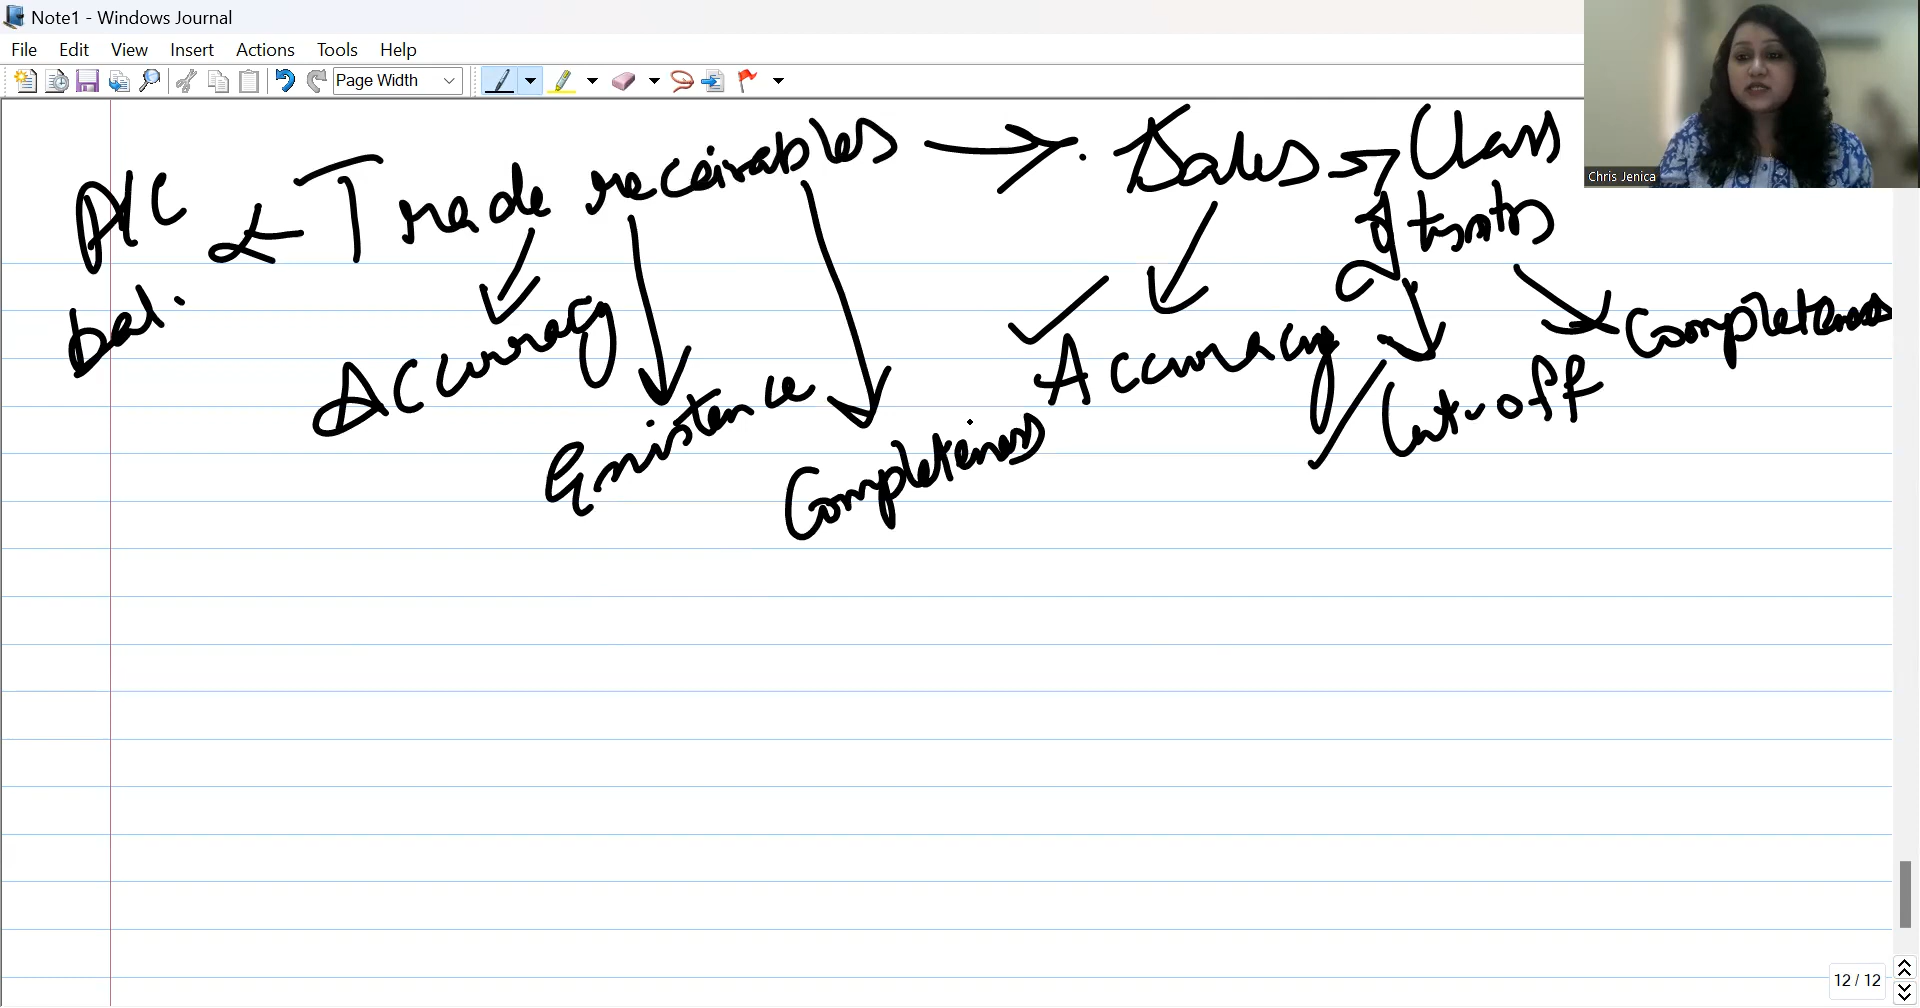 Note1 - Windows Journal
File Edit View Insert Actions Tools Help
Page Width
Chris Jenica
A/C Trade receivables Sales Class
bal. of tsntns
Accuracy Existence Completeness Accuracy Cut-off Completeness
12 / 12